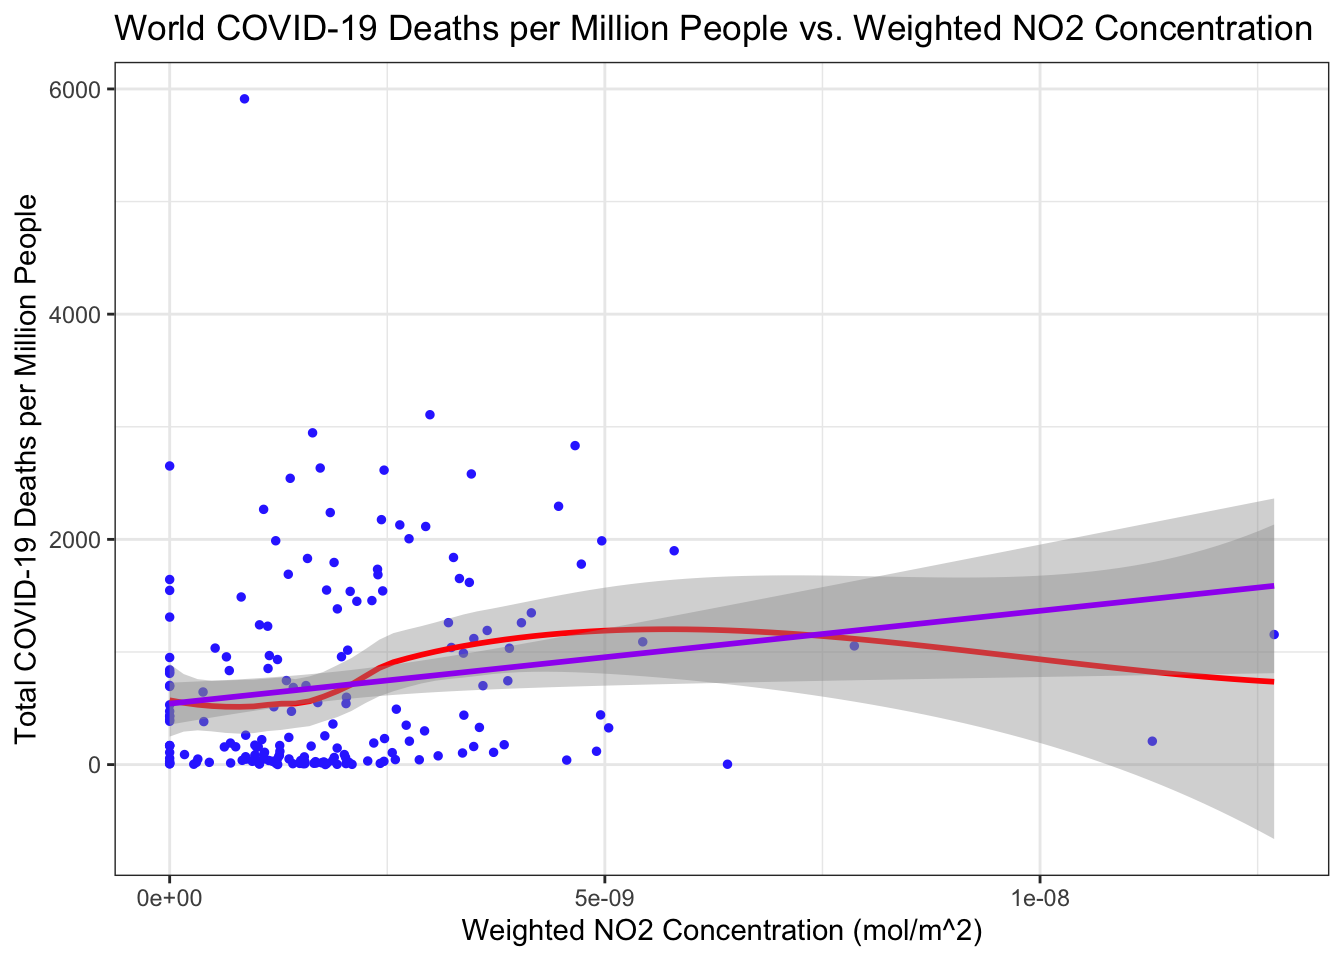 World COVID-19 Deaths per Million People vs. Weighted NO2 Concentration
Total COVID-19 Deaths per Million People
6000
4000
2000
0
0e+00
5e-09
1e-08
Weighted NO2 Concentration (mol/m^2)